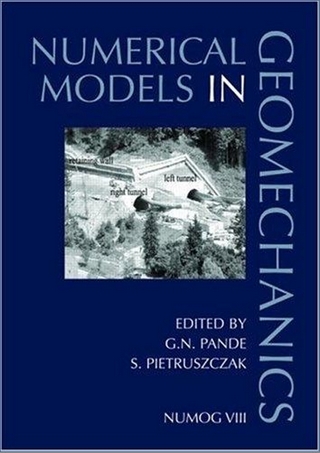 NUMERICAL
MODELS IN
GEOMECHANICS
retaining wall
left tunnel
right tunnel
EDITED BY
G.N. PANDE
S. PIETRUSZCZAK
NUMOG VIII